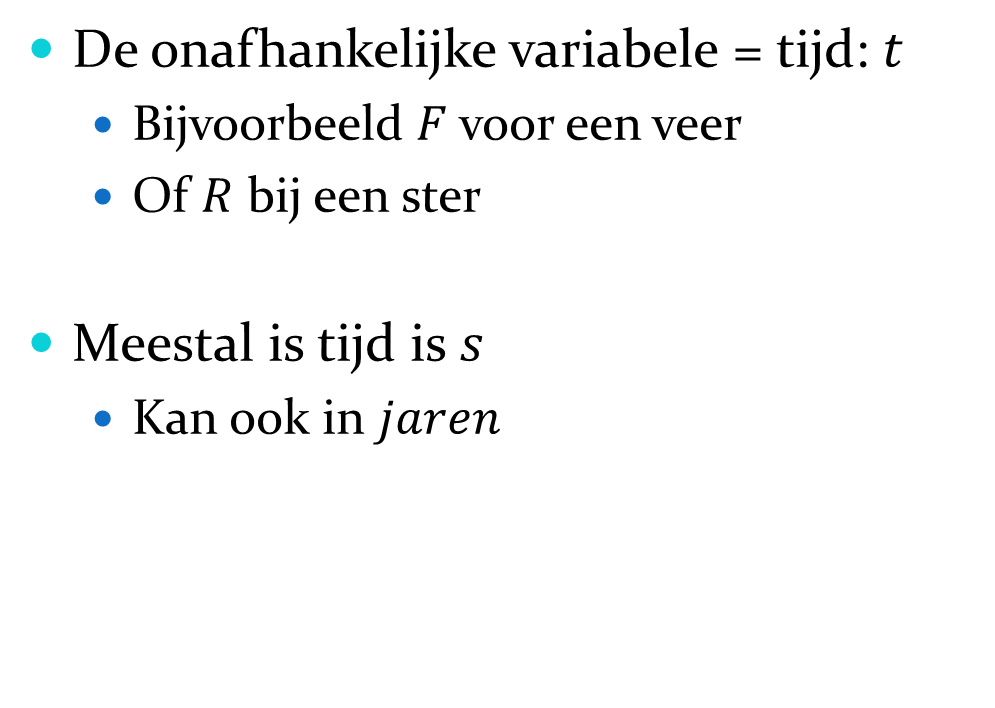 De onafhankelijke variabele = tijd: t
Bijvoorbeeld F voor een veer
Of R bij een ster
Meestal is tijd is s
Kan ook in jaren